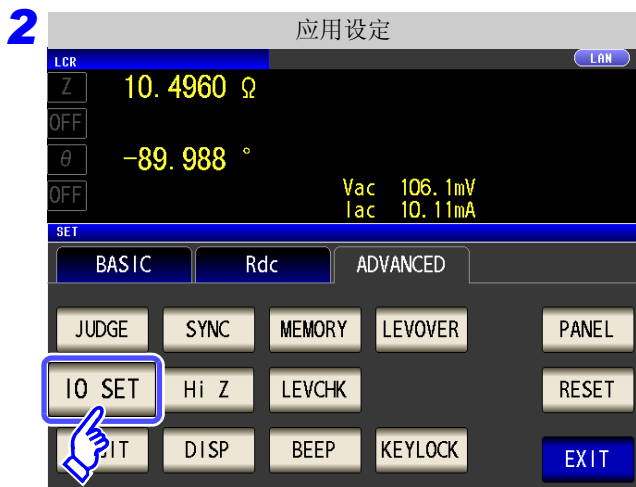 2
应用设定
LCR LAN
Z 10.4960 Ω
OFF
θ -89.988 °
OFF
Vac 106.1mV
Iac 10.11mA
SET
BASIC Rdc ADVANCED
JUDGE SYNC MEMORY LEVOVER PANEL
IO SET Hi Z LEVCHK RESET
IT DISP BEEP KEYLOCK EXIT